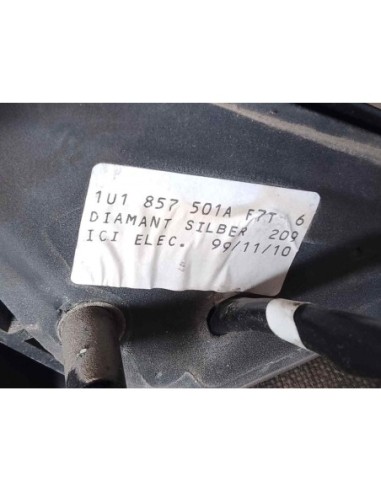 1U1 857 501A F7T 6
DIAMANT SILBER 209
ICI ELEC. 99/11/10